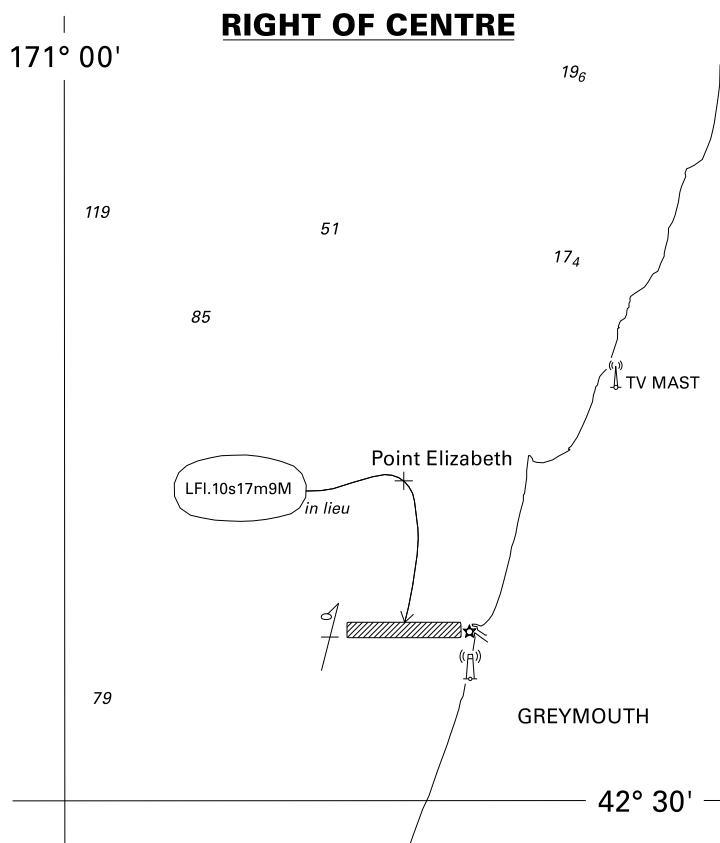 RIGHT OF CENTRE
171° 00'
19₆
119
51
17₄
85
TV MAST
Point Elizabeth
LFl.10s17m9M
in lieu
79
GREYMOUTH
42° 30'